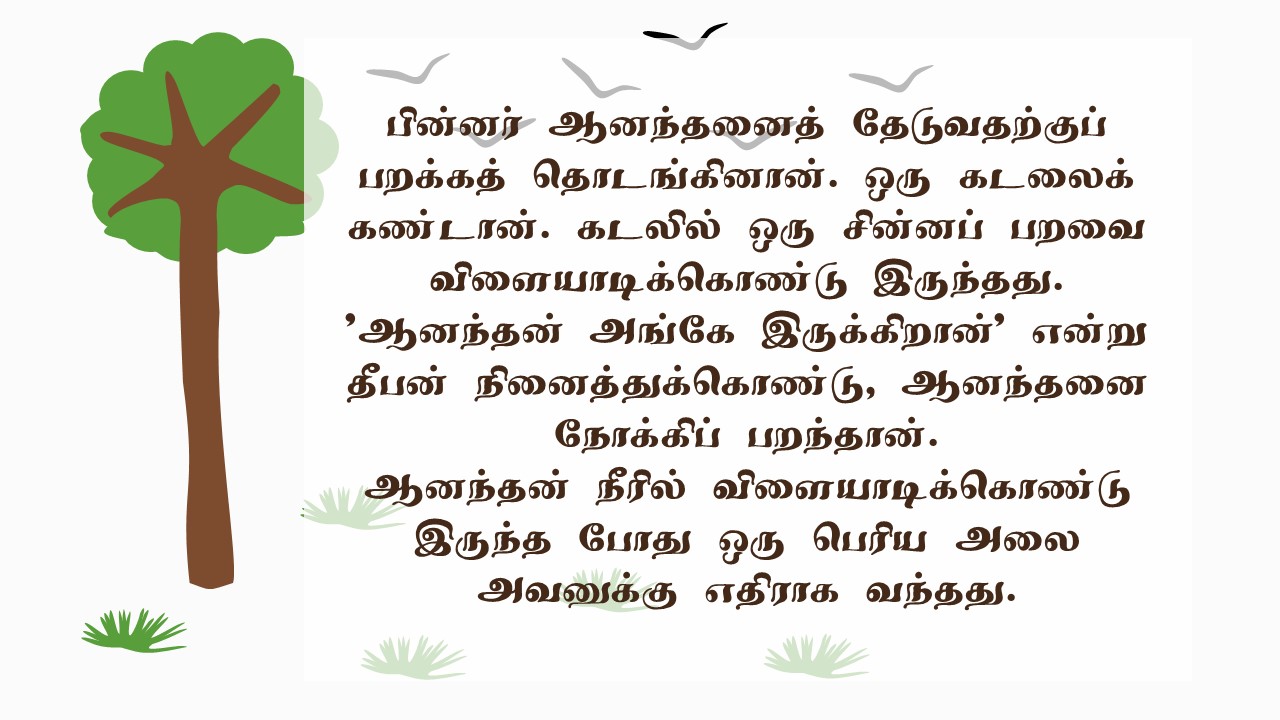 பின்னர் ஆனந்தனைத் தேடுவதற்குப்
பறக்கத் தொடங்கினான். ஒரு கடலைக்
கண்டான். கடலில் ஒரு சின்னப் பறவை
விளையாடிக்கொண்டு இருந்தது.
’ஆனந்தன் அங்கே இருக்கிறான்’ என்று
தீபன் நினைத்துக்கொண்டு, ஆனந்தனை
நோக்கிப் பறந்தான்.
ஆனந்தன் நீரில் விளையாடிக்கொண்டு
இருந்த போது ஒரு பெரிய அலை
அவனுக்கு எதிராக வந்தது.